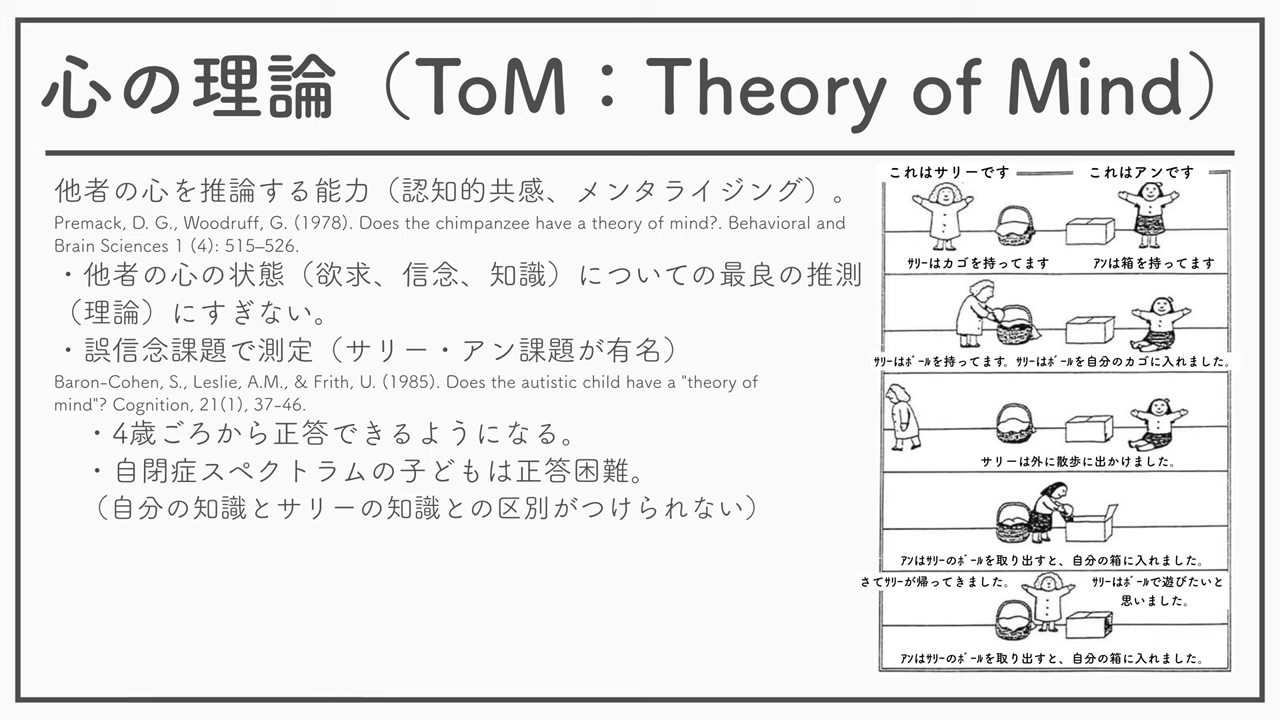 心の理論（ToM：Theory of Mind）
他者の心を推論する能力（認知的共感、メンタライジング）。
Premack, D. G., Woodruff, G. (1978). Does the chimpanzee have a theory of mind?. Behavioral and
Brain Sciences 1 (4): 515–526.
・他者の心の状態（欲求、信念、知識）についての最良の推測
（理論）にすぎない。
・誤信念課題で測定（サリー・アン課題が有名）
Baron-Cohen, S., Leslie, A.M., & Frith, U. (1985). Does the autistic child have a "theory of
mind"? Cognition, 21(1), 37-46.
・4歳ごろから正答できるようになる。
・自閉症スペクトラムの子どもは正答困難。
（自分の知識とサリーの知識との区別がつけられない）
これはサリーです
これはアンです
ｻﾘｰはカゴを持ってます
ｱﾝは箱を持ってます
ｻﾘｰはﾎﾞｰﾙを持ってます。ｻﾘｰはﾎﾞｰﾙを自分のカゴに入れました。
サリーは外に散歩に出かけました。
ｱﾝはｻﾘｰのﾎﾞｰﾙを取り出すと、自分の箱に入れました。
さてｻﾘｰが帰ってきました。
ｻﾘｰはﾎﾞｰﾙで遊びたいと
思いました。
ｱﾝはｻﾘｰのﾎﾞｰﾙを取り出すと、自分の箱に入れました。